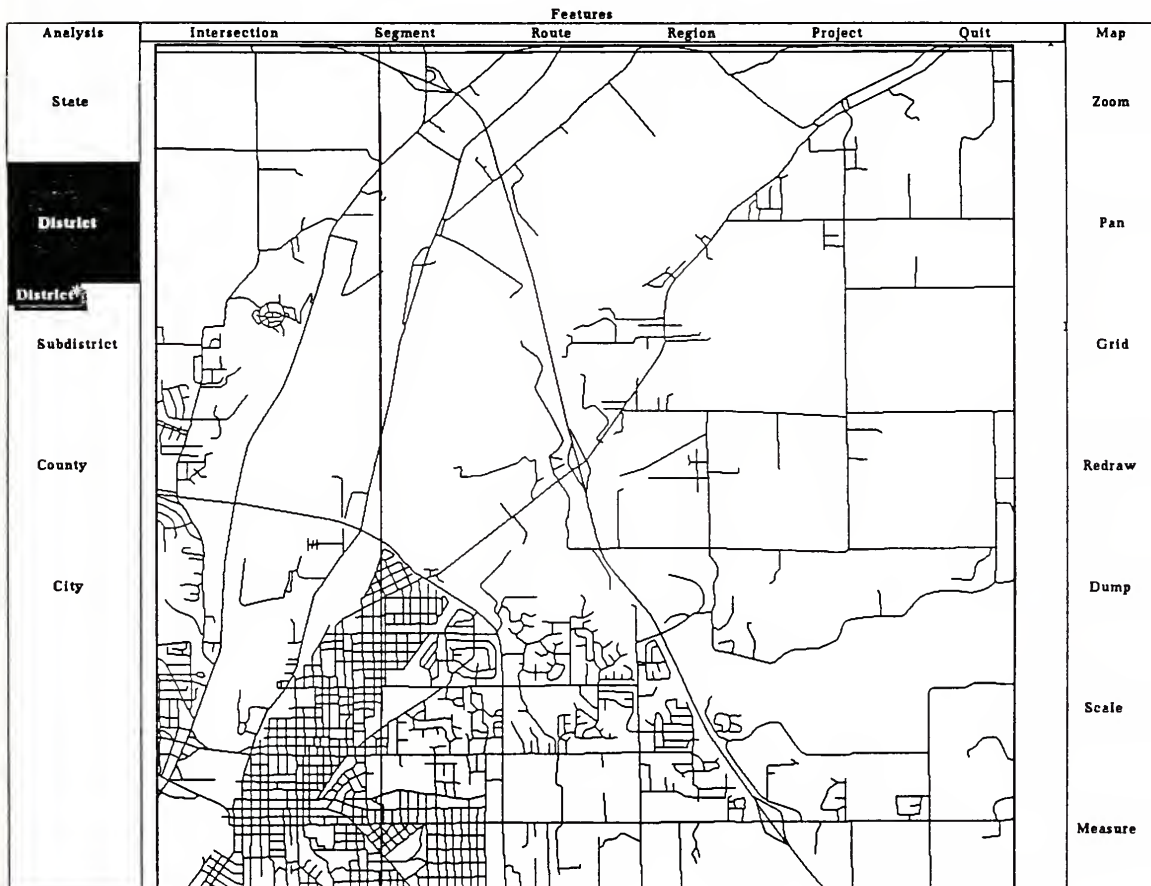 Features
Analysis Intersection Segment Route Region Project Quit Map
State Zoom
District Pan
District
Subdistrict Grid
County Redraw
City Dump
Scale
Measure